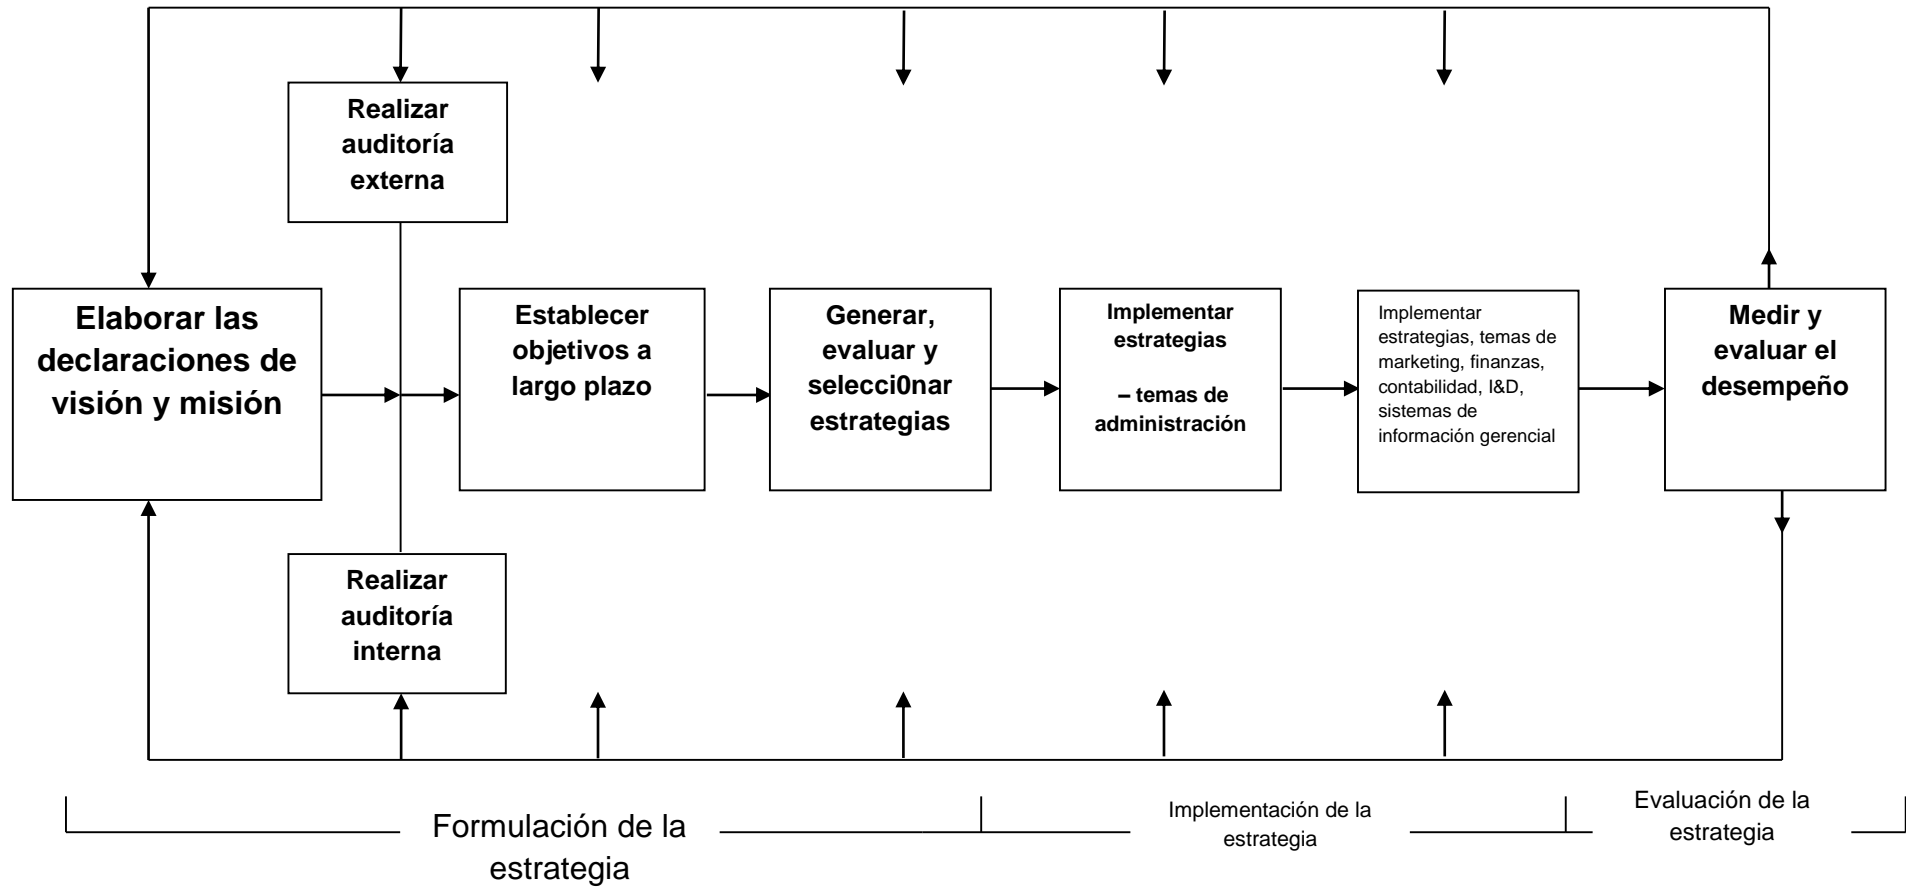 Realizar
auditoría
externa
Elaborar las
declaraciones de
visión y misión
Establecer
objetivos a
largo plazo
Generar,
evaluar y
selecci0nar
estrategias
Implementar
estrategias
– temas de
administración
Implementar
estrategias, temas de
marketing, finanzas,
contabilidad, I&D,
sistemas de
información gerencial
Medir y
evaluar el
desempeño
Realizar
auditoría
interna
Formulación de la
estrategia
Implementación de la
estrategia
Evaluación de la
estrategia